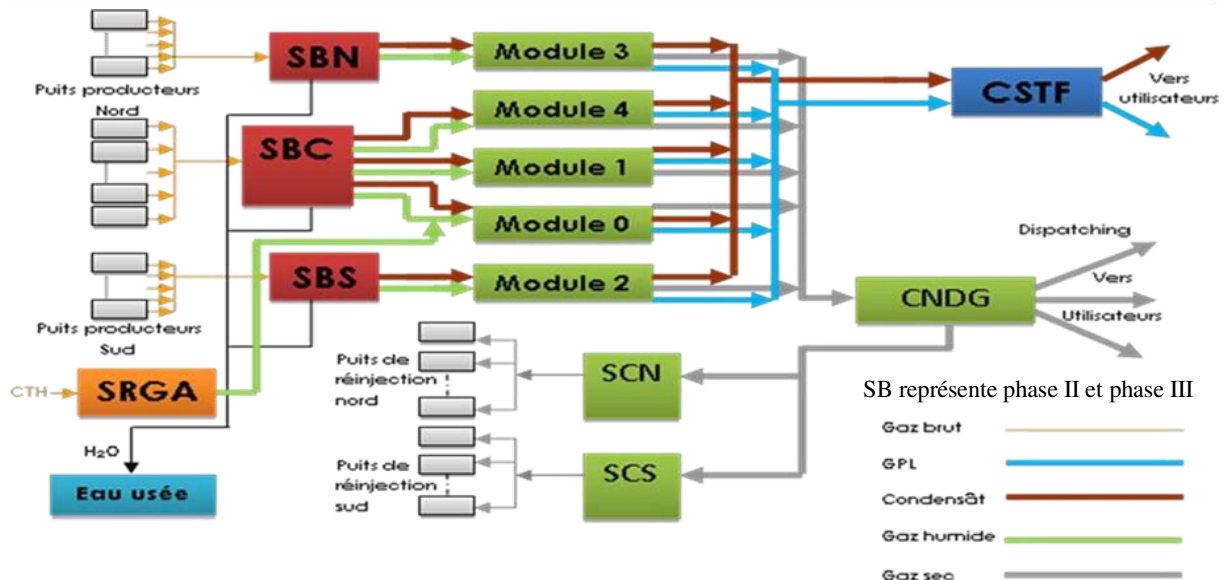 Puits producteurs
Nord
SBN
Module 3
CSTF
Vers
utilisateurs
SBC
Module 4
Module 1
Module 0
Puits producteurs
Sud
SBS
Module 2
CNDG
Dispatching
Vers
Utilisateurs
CTH
SRGA
H₂O
Eau usée
Puits de
réinjection
nord
SCN
Puits de
réinjection
sud
SCS
SB représente phase II et phase III
Gaz brut
GPL
Condensât
Gaz humide
Gaz sec